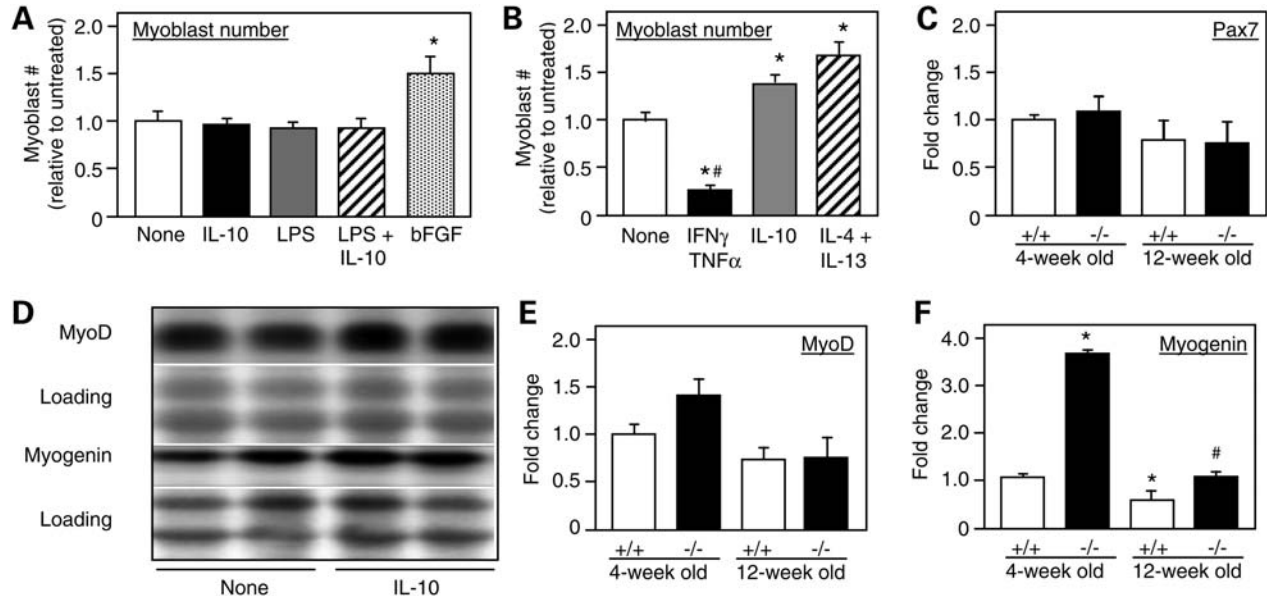 A
Myoblast number
Myoblast #
(relative to untreated)
2.0
1.5
1.0
0.5
0
*
None
IL-10
LPS
LPS +
IL-10
bFGF
B
Myoblast number
Myoblast #
(relative to untreated)
2.0
1.5
1.0
0.5
0
*#
*
*
None
IFNγ
TNFα
IL-10
IL-4 +
IL-13
C
Pax7
Fold change
2.0
1.5
1.0
0.5
0
+/+ -/- +/+ -/-
4-week old 12-week old
D
MyoD
Loading
Myogenin
Loading
None IL-10
E
MyoD
Fold change
2.0
1.5
1.0
0.5
0
+/+ -/- +/+ -/-
4-week old 12-week old
F
Myogenin
Fold change
4.0
3.0
2.0
1.0
0
*
*
#
+/+ -/- +/+ -/-
4-week old 12-week old